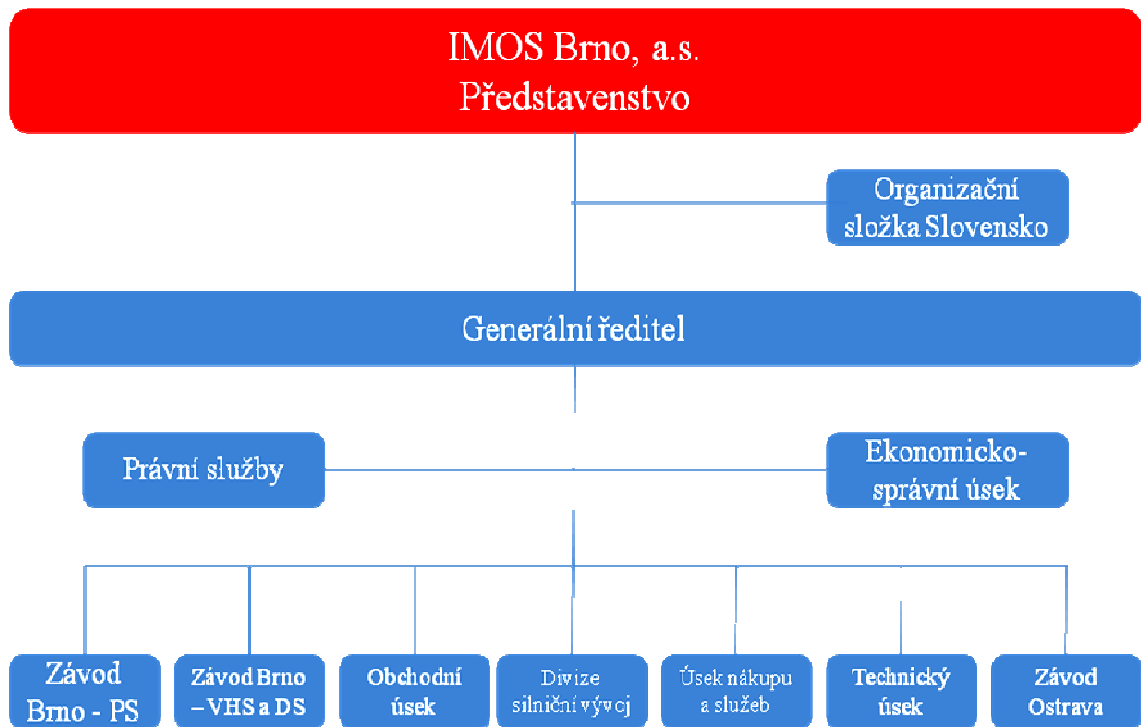 IMOS Brno, a.s.
Představenstvo
Organizační
složka Slovensko
Generální ředitel
Právní služby
Ekonomicko-
správní úsek
Závod
Brno - PS
Závod Brno
– VHS a DS
Obchodní
úsek
Divize
silniční vývoj
Úsek nákupu
a služeb
Technický
úsek
Závod
Ostrava